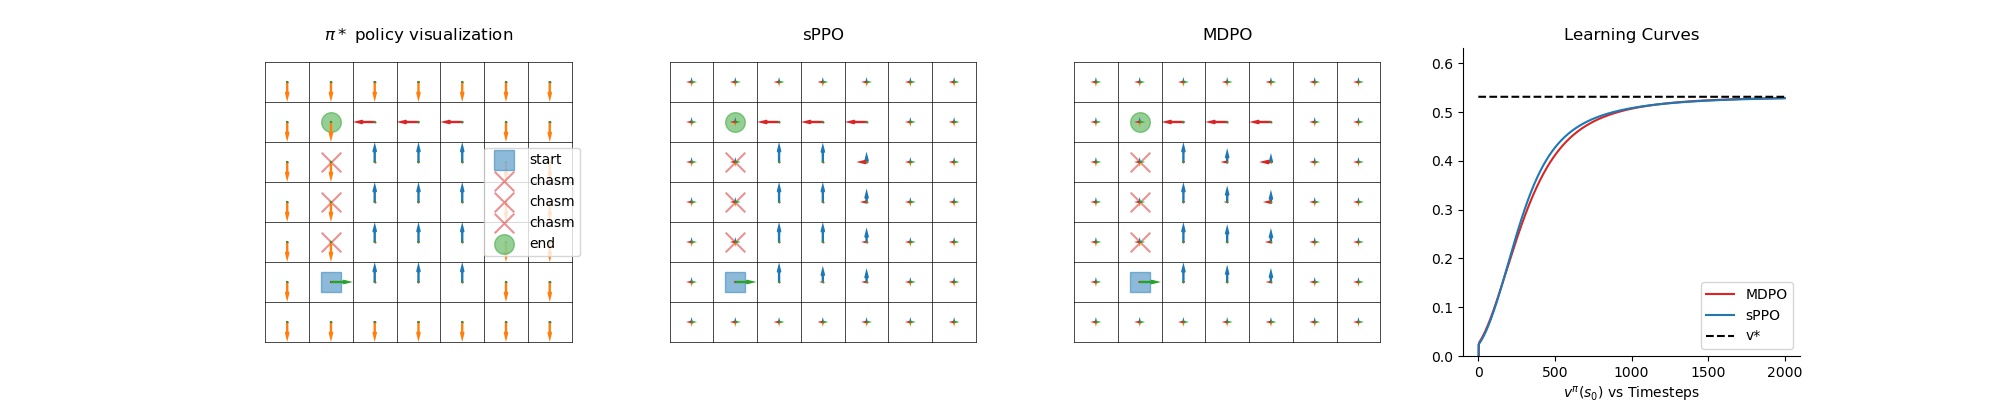 π* policy visualization
start
chasm
chasm
chasm
end
sPPO
MDPO
Learning Curves
0.6
0.5
0.4
0.3
0.2
0.1
0.0
0 500 1000 1500 2000
MDPO
sPPO
v*
v^π(s₀) vs Timesteps